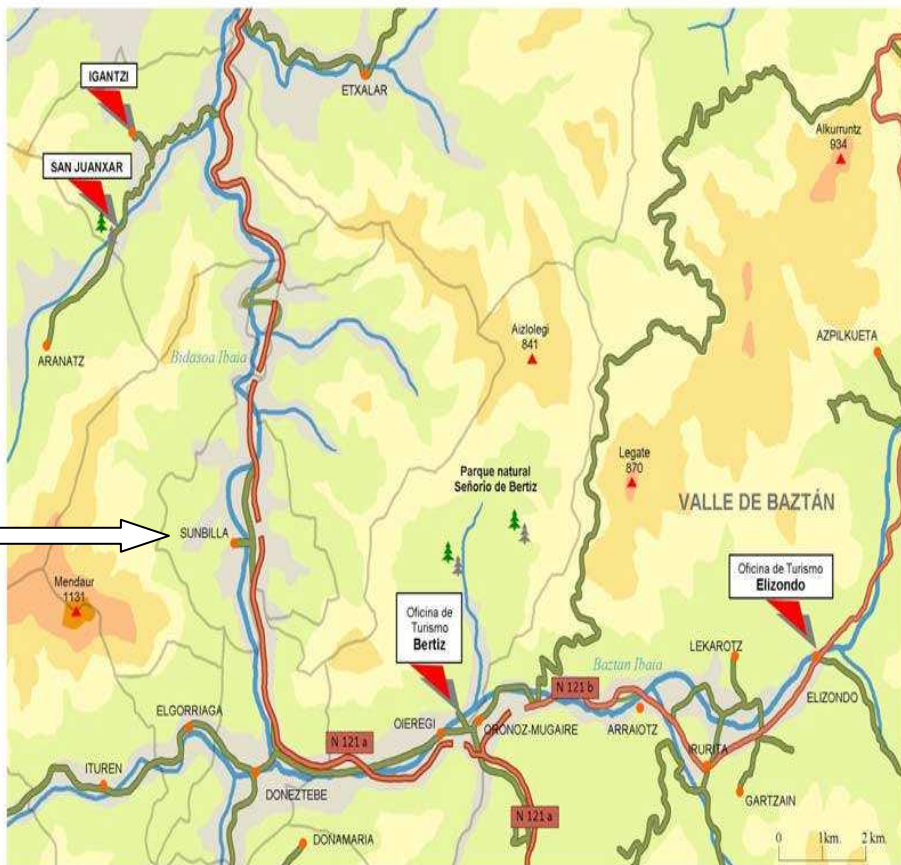 IGANTZI
ETXALAR
Alkurruntz
934
SAN JUANXAR
ARANATZ
Bidasoa Ibaia
Aizlolegi
841
AZPILKUETA
Legate
870
Parque natural
Señorio de Bertiz
VALLE DE BAZTÁN
SUNBILLA
Mendaur
1131
Oficina de Turismo
Elizondo
Oficina de
Turismo
Bertiz
LEKAROTZ
Baztan Ibaia
N 121 b
ELIZONDO
ELGORRIAGA
OIEREGI
ORONOZ-MUGAIRE
ARRAIOTZ
N 121 a
IRURITA
ITUREN
DONEZTEBE
GARTZAIN
N 121 a
DONAMARIA
0 1km. 2 km.